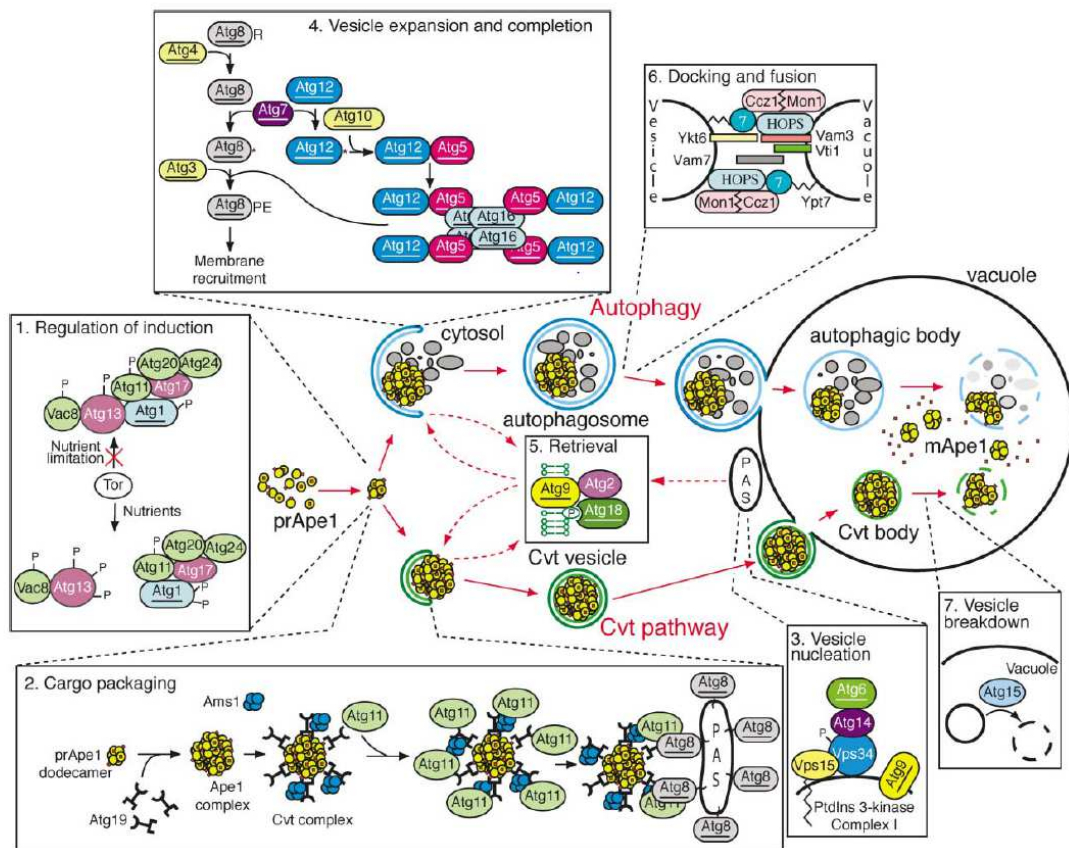 4. Vesicle expansion and completion
Atg8 R
Atg4
Atg8
Atg12
Atg7
Atg10
Atg8 *
Atg12 *
Atg12 Atg5
Atg3
Atg8 PE
Atg12 Atg5 Atg5 Atg12
Atg16
Atg16
Atg12 Atg5 Atg5 Atg12
Membrane
recruitment
6. Docking and fusion
Vesicle
Vacuole
Ccz1 Mon1
7 HOPS
Ykt6
Vam3
Vti1
Vam7
HOPS 7
Mon1 Ccz1
Ypt7
1. Regulation of induction
P
Atg20 Atg24
P
P
Atg11 Atg17
P
Vac8 Atg13 Atg1
Nutrient
limitation
Tor
Nutrients
P
P
P
Atg20 Atg24
Atg11 Atg17
Vac8 Atg13
P
Atg1
P
P
prApe1
Autophagy
cytosol
autophagosome
5. Retrieval
Atg9 Atg2
P Atg18
Cvt vesicle
Cvt pathway
PAS
vacuole
autophagic body
mApe1
Cvt body
2. Cargo packaging
Ams1
prApe1
dodecamer
Atg19
Ape1
complex
Cvt complex
Atg11
Atg11
Atg11
Atg11
Atg11
Atg11
Atg11
Atg11
Atg11
Atg8
Atg8
Atg8
Atg8
Atg8
Atg8
PAS
3. Vesicle
nucleation
Atg6
Atg14
P
Vps15 Vps34
Atg9
PtdIns 3-kinase
Complex I
7. Vesicle
breakdown
Vacuole
Atg15